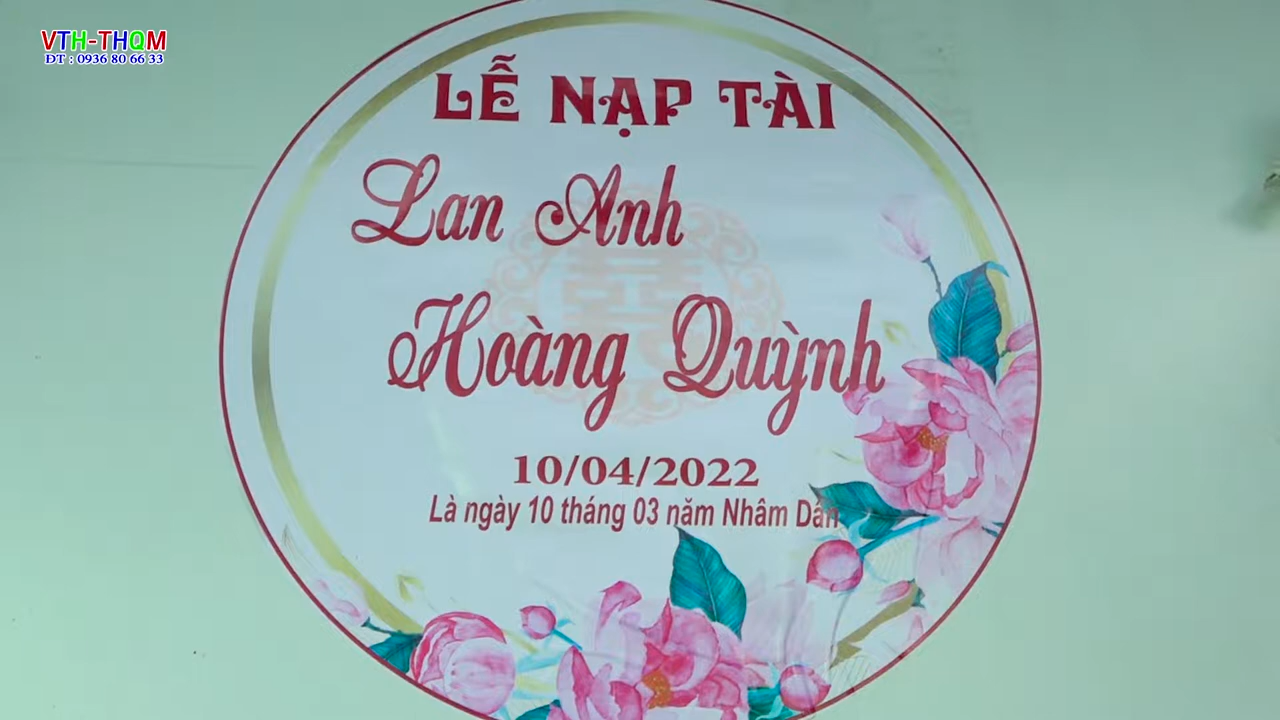 VTH-THQM
ĐT : 0936 80 66 33
LỄ NẠP TÀI
Lan Anh
Hoàng Quỳnh
10/04/2022
Là ngày 10 tháng 03 năm Nhâm Dần